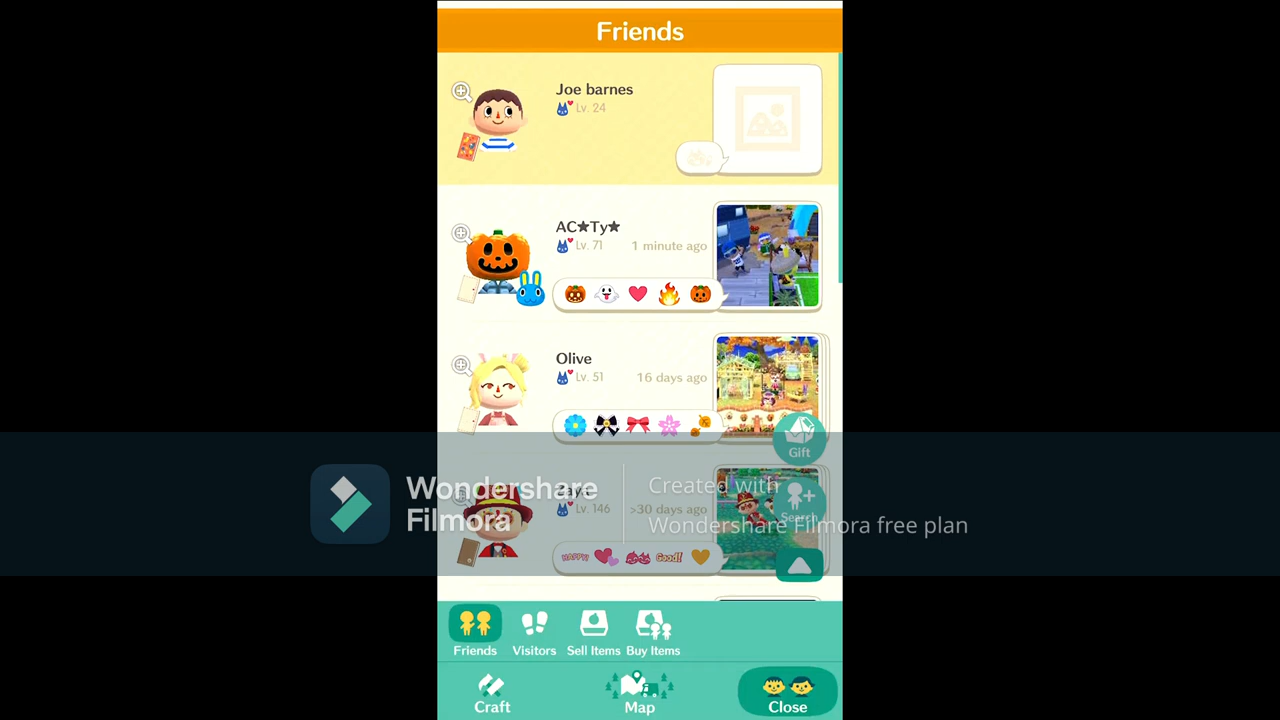 Friends
Joe barnes
Lv. 24
AC★Ty★
Lv. 71
1 minute ago
Olive
Lv. 51
16 days ago
Gift
Lv. 146
>30 days ago
Search
HAPPY!
Good!
Wondershare
Filmora
Created with
Wondershare Filmora free plan
Friends
Visitors
Sell Items
Buy Items
Craft
Map
Close